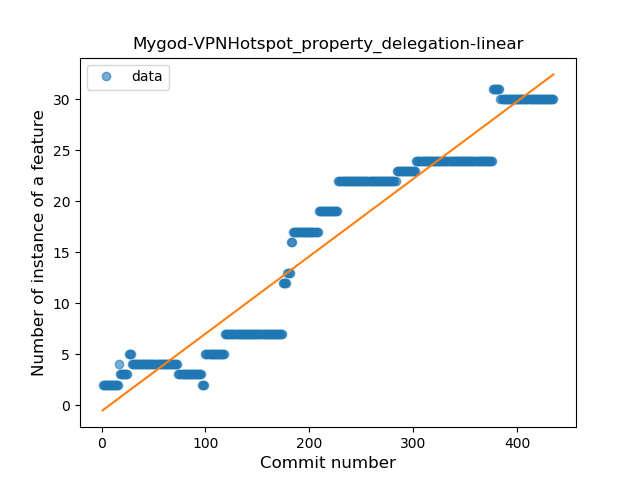 Mygod-VPNHotspot_property_delegation-linear
data
Number of instance of a feature
30
25
20
15
10
5
0
0 100 200 300 400
Commit number